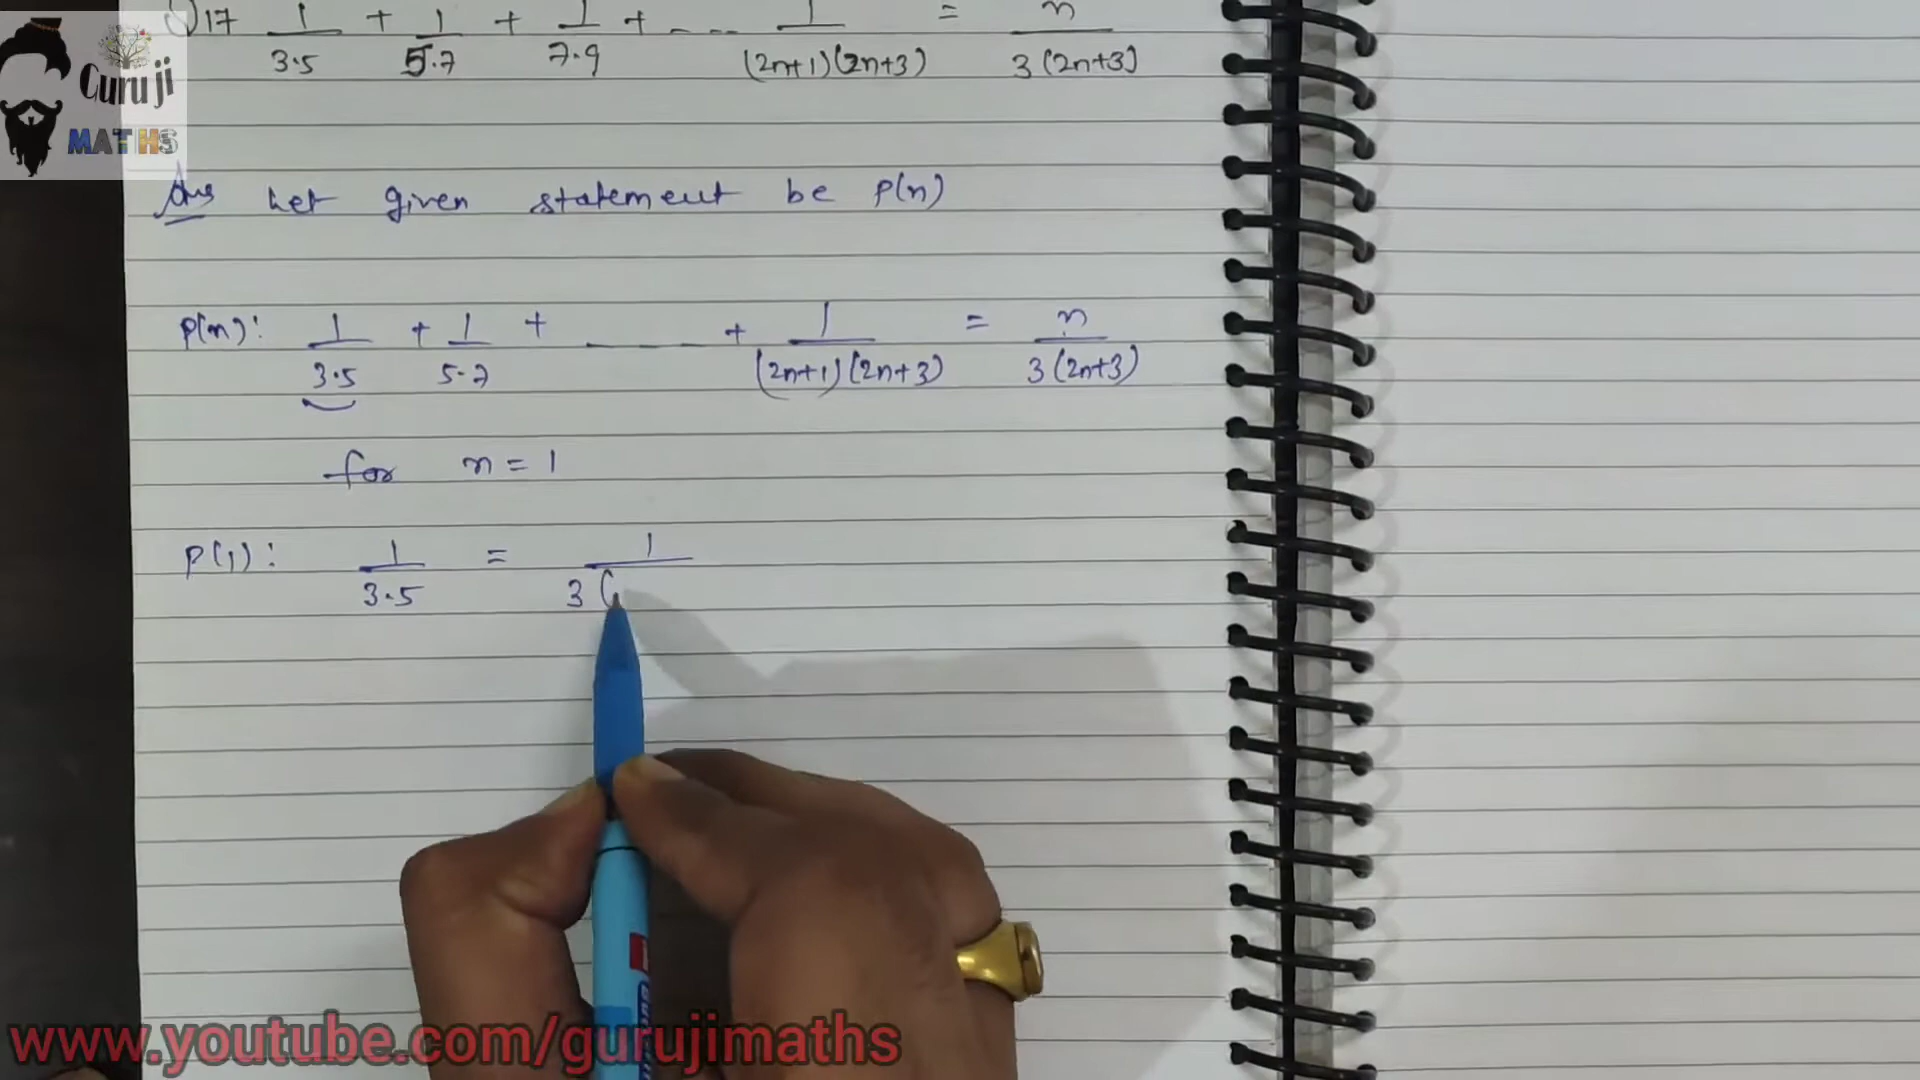 Q17 1/3.5 + 1/5.7 + 1/7.9 + --- 1/(2n+1)(2n+3) = n/3(2n+3)
Guruji
MATHS
Ans Let given statement be P(n)
P(n): 1/3.5 + 1/5.7 + ____ + 1/(2n+1)(2n+3) = n/3(2n+3)
for n = 1
P(1): 1/3.5 = 1/3(
www.youtube.com/gurujimaths